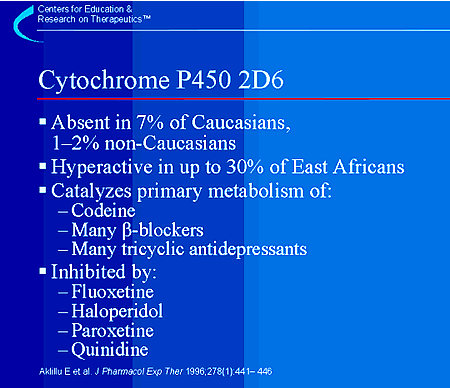 Centers for Education &
Research on Therapeutics™
Cytochrome P450 2D6
▪ Absent in 7% of Caucasians,
1–2% non-Caucasians
▪ Hyperactive in up to 30% of East Africans
▪ Catalyzes primary metabolism of:
– Codeine
– Many β-blockers
– Many tricyclic antidepressants
▪ Inhibited by:
– Fluoxetine
– Haloperidol
– Paroxetine
– Quinidine
Aklillu E et al. J Pharmacol Exp Ther 1996;278(1):441– 446